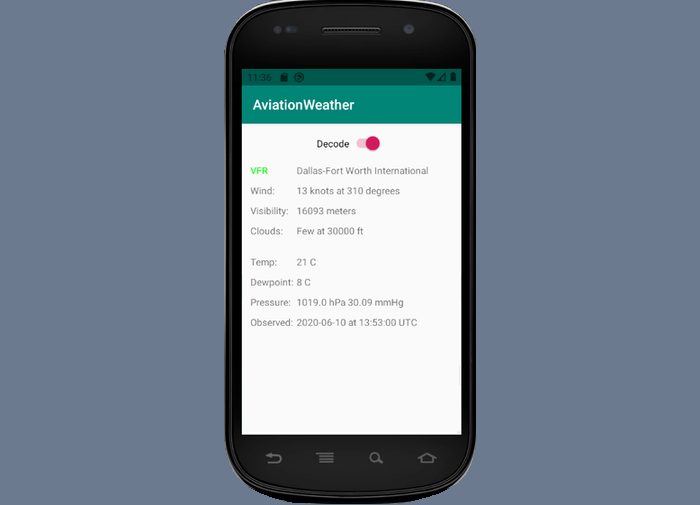 11:36
AviationWeather
Decode
VFR Dallas-Fort Worth International
Wind: 13 knots at 310 degrees
Visibility: 16093 meters
Clouds: Few at 30000 ft
Temp: 21 C
Dewpoint: 8 C
Pressure: 1019.0 hPa 30.09 mmHg
Observed: 2020-06-10 at 13:53:00 UTC